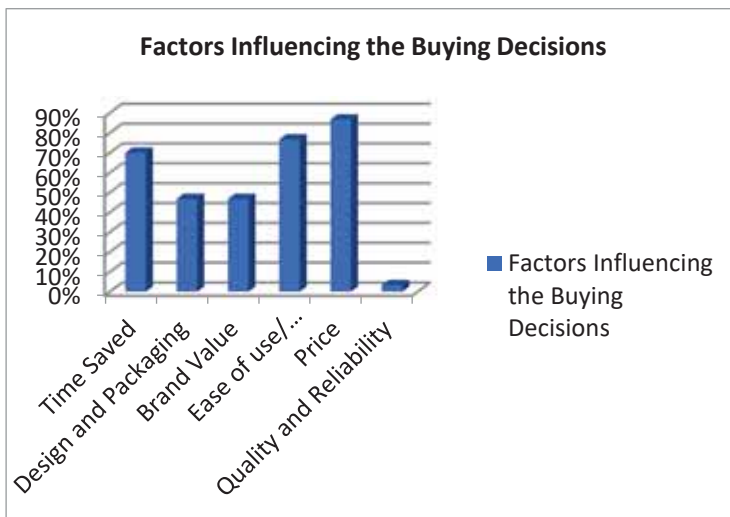 Factors Influencing the Buying Decisions
90%
80%
70%
60%
50%
40%
30%
20%
10%
0%
Time Saved
Design and Packaging
Brand Value
Ease of use/...
Price
Quality and Reliability
Factors Influencing
the Buying
Decisions